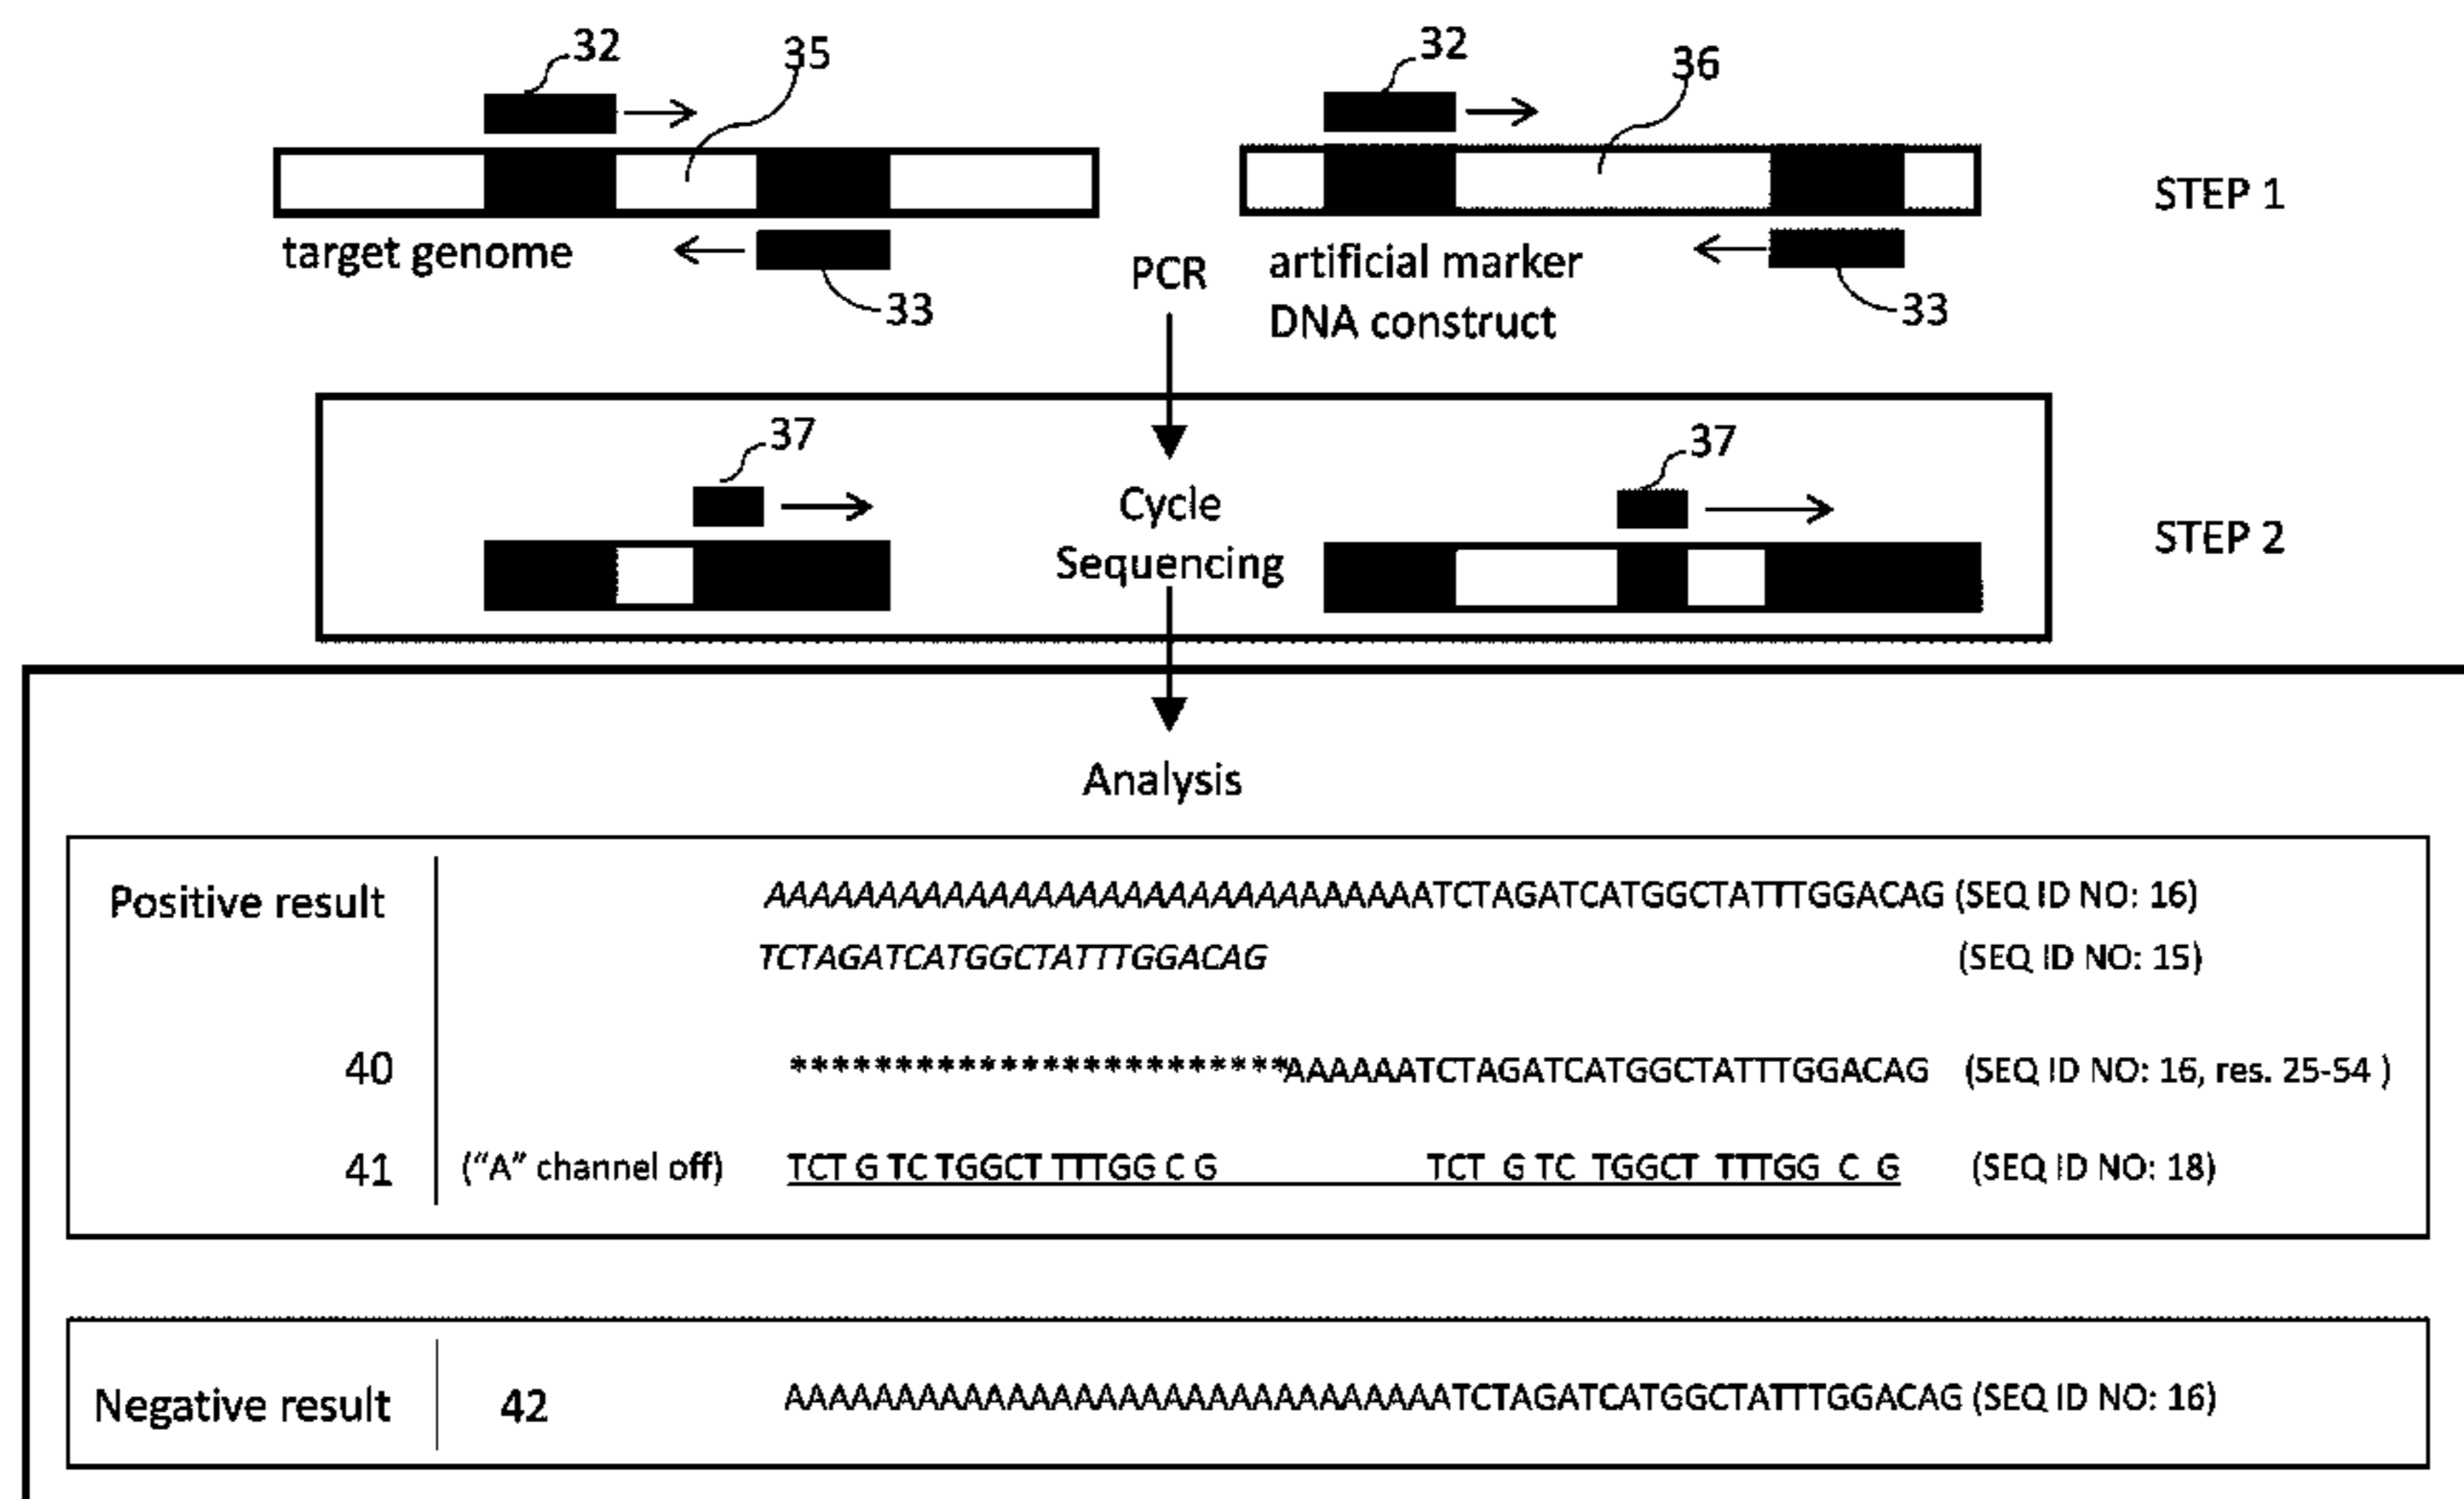 32
35
32
36
STEP 1
target genome
33
PCR
artificial marker
DNA construct
33
37
37
Cycle
Sequencing
STEP 2
Analysis
Positive result AAAAAAAAAAAAAAAAAAAAAAAAAAAAAATCTAGATCATGGCTATTTGGACAG (SEQ ID NO: 16)
TCTAGATCATGGCTATTTGGACAG (SEQ ID NO: 15)
40 ************************AAAAAATCTAGATCATGGCTATTTGGACAG (SEQ ID NO: 16, res. 25-54 )
41 ("A" channel off) TCT G TC TGGCT TTTGG C G TCT G TC TGGCT TTTGG C G (SEQ ID NO: 18)
Negative result 42 AAAAAAAAAAAAAAAAAAAAAAAAAAAAAATCTAGATCATGGCTATTTGGACAG (SEQ ID NO: 16)